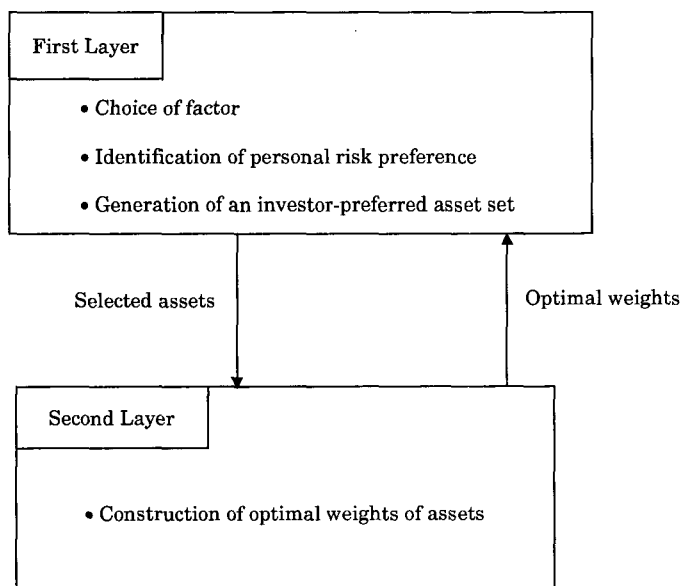 First Layer
• Choice of factor
• Identification of personal risk preference
• Generation of an investor-preferred asset set
Selected assets
Optimal weights
Second Layer
• Construction of optimal weights of assets